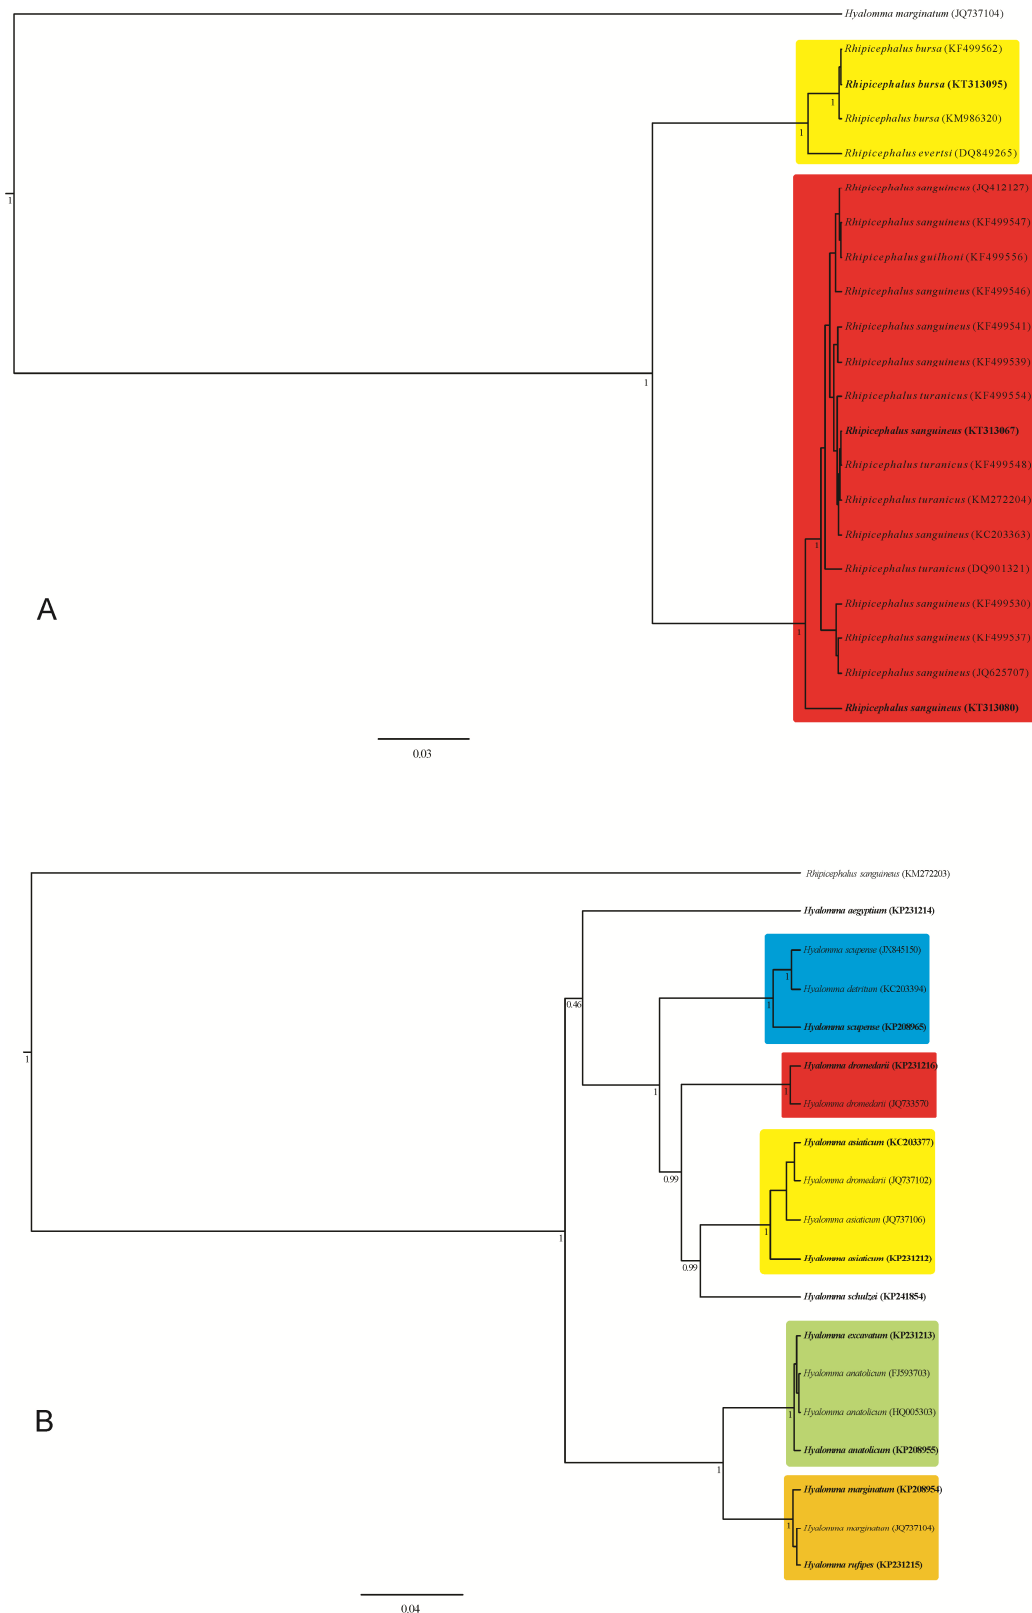 Hyalomma marginatum (JQ737104)
Rhipicephalus bursa (KF499562)
Rhipicephalus bursa (KT313095)
1
Rhipicephalus bursa (KM986320)
1
Rhipicephalus evertsi (DQ849265)
Rhipicephalus sanguineus (JQ412127)
1
Rhipicephalus sanguineus (KF499547)
Rhipicephalus guilhoni (KF499556)
Rhipicephalus sanguineus (KF499546)
Rhipicephalus sanguineus (KF499541)
Rhipicephalus sanguineus (KF499539)
1
Rhipicephalus turanicus (KF499554)
Rhipicephalus sanguineus (KT313067)
Rhipicephalus turanicus (KF499548)
Rhipicephalus turanicus (KM272204)
Rhipicephalus sanguineus (KC203363)
1
Rhipicephalus turanicus (DQ901321)
A
Rhipicephalus sanguineus (KF499530)
1
Rhipicephalus sanguineus (KF499537)
Rhipicephalus sanguineus (JQ625707)
Rhipicephalus sanguineus (KT313080)
0.03
Rhipicephalus sanguineus (KM272203)
Hyalomma aegyptium (KP231214)
Hyalomma scupense (JX845150)
1
Hyalomma detritum (KC203394)
0.46
1
Hyalomma scupense (KP208965)
1
Hyalomma dromedarii (KP231216)
1
1
Hyalomma dromedarii (JQ733570
Hyalomma asiaticum (KC203377)
0.99
Hyalomma dromedarii (JQ737102)
Hyalomma asiaticum (JQ737106)
1
1
Hyalomma asiaticum (KP231212)
0.99
Hyalomma schulzei (KP241854)
Hyalomma excavatum (KP231213)
Hyalomma anatolicum (FJ593703)
Hyalomma anatolicum (HQ005303)
1
B
Hyalomma anatolicum (KP208955)
1
Hyalomma marginatum (KP208954)
1
Hyalomma marginatum (JQ737104)
Hyalomma rufipes (KP231215)
0.04